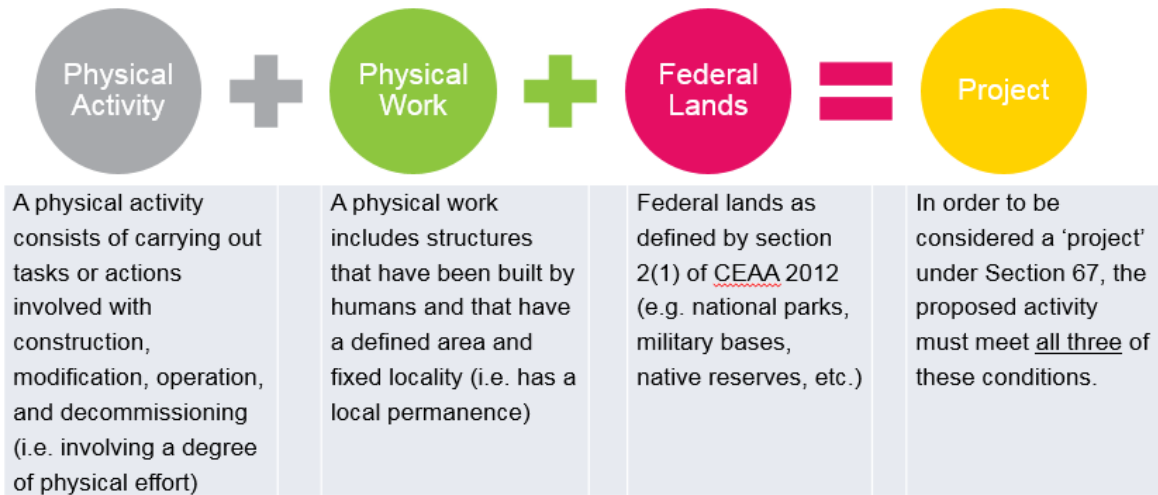 Physical
Activity
Physical
Work
Federal
Lands
Project
A physical activity
consists of carrying out
tasks or actions
involved with
construction,
modification, operation,
and decommissioning
(i.e. involving a degree
of physical effort)
A physical work
includes structures
that have been built by
humans and that have
a defined area and
fixed locality (i.e. has a
local permanence)
Federal lands as
defined by section
2(1) of CEAA 2012
(e.g. national parks,
military bases,
native reserves, etc.)
In order to be
considered a ‘project’
under Section 67, the
proposed activity
must meet all three of
these conditions.